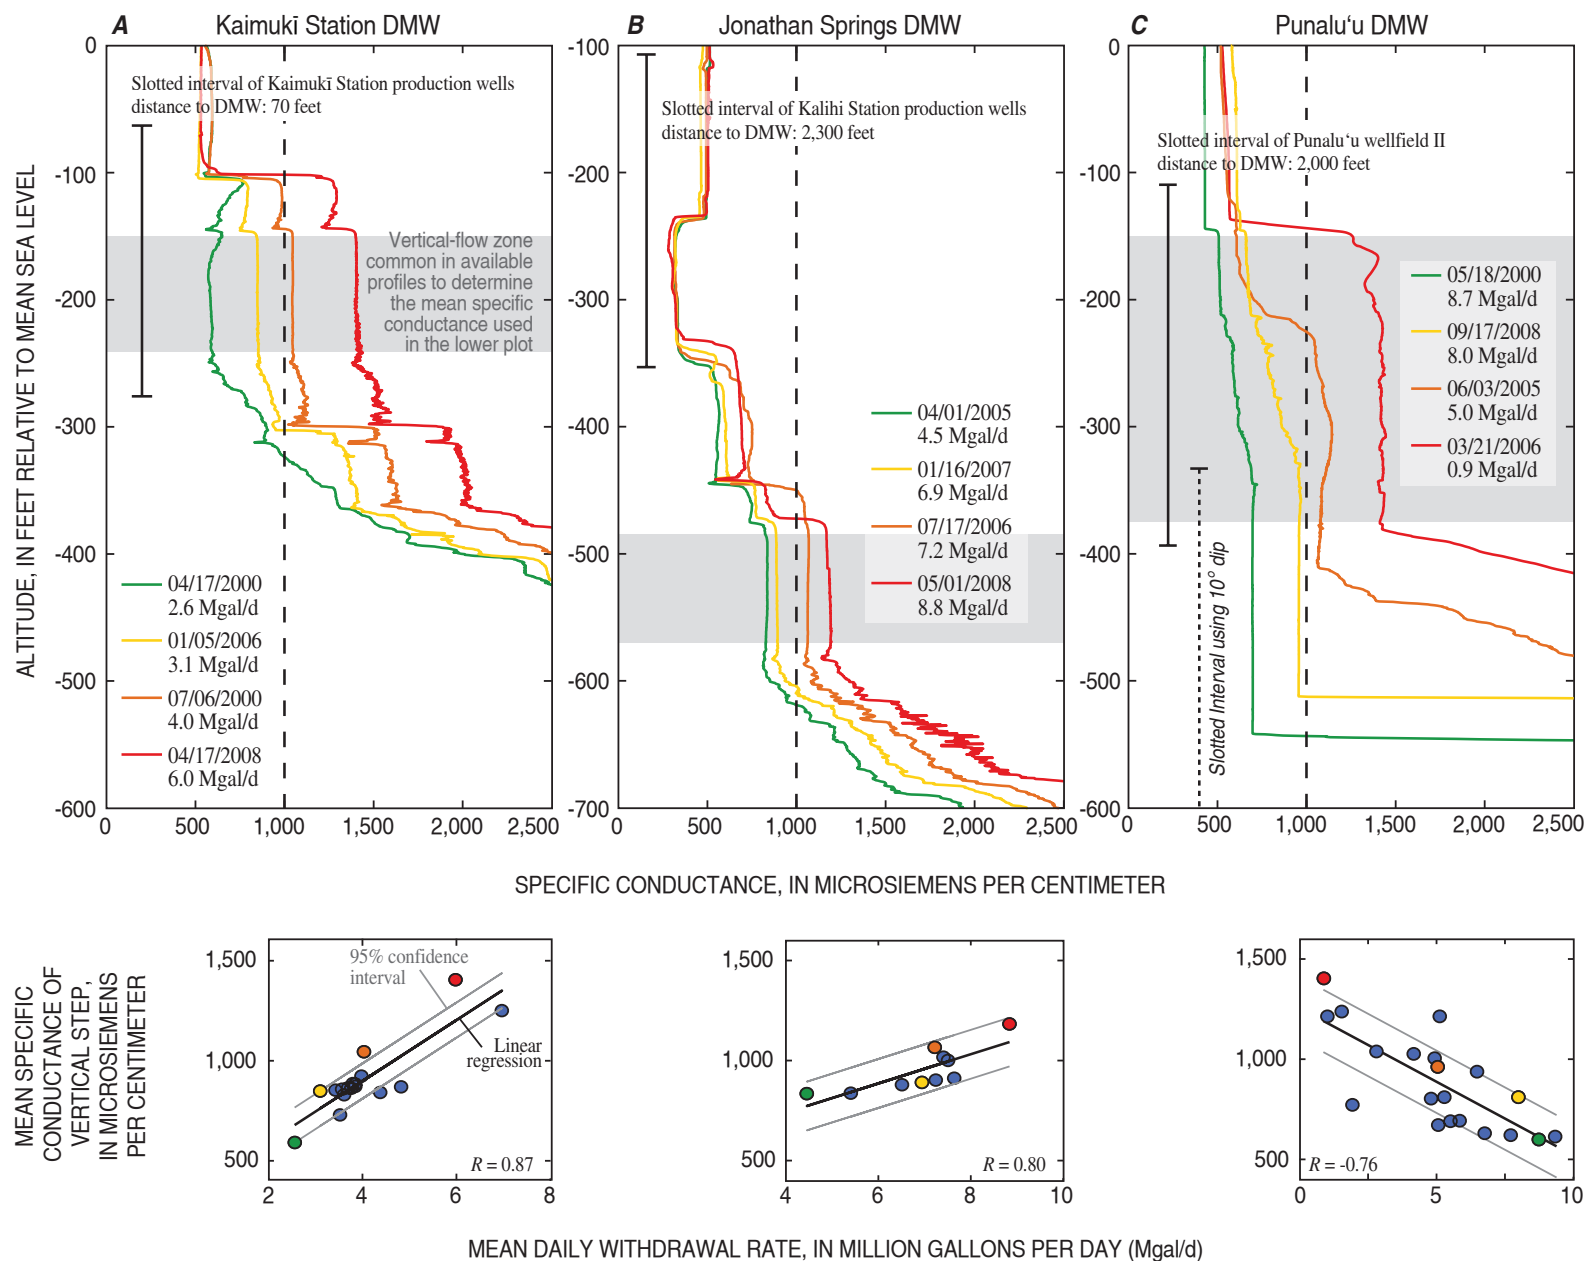 A Kaimukī Station DMW
B Jonathan Springs DMW
C Punalu‘u DMW
ALTITUDE, IN FEET RELATIVE TO MEAN SEA LEVEL
0
-100
-200
-300
-400
-500
-600
Slotted interval of Kaimukī Station production wells
distance to DMW: 70 feet
Vertical-flow zone
common in available
profiles to determine
the mean specific
conductance used
in the lower plot
04/17/2000
2.6 Mgal/d
01/05/2006
3.1 Mgal/d
07/06/2000
4.0 Mgal/d
04/17/2008
6.0 Mgal/d
0 500 1,000 1,500 2,000 2,500
-100
-200
-300
-400
-500
-600
-700
Slotted interval of Kalihi Station production wells
distance to DMW: 2,300 feet
04/01/2005
4.5 Mgal/d
01/16/2007
6.9 Mgal/d
07/17/2006
7.2 Mgal/d
05/01/2008
8.8 Mgal/d
0 500 1,000 1,500 2,000 2,500
0
-100
-200
-300
-400
-500
-600
Slotted interval of Punalu‘u wellfield II
distance to DMW: 2,000 feet
05/18/2000
8.7 Mgal/d
09/17/2008
8.0 Mgal/d
06/03/2005
5.0 Mgal/d
03/21/2006
0.9 Mgal/d
Slotted Interval using 10° dip
0 500 1,000 1,500 2,000 2,500
SPECIFIC CONDUCTANCE, IN MICROSIEMENS PER CENTIMETER
MEAN SPECIFIC
CONDUCTANCE OF
VERTICAL STEP,
IN MICROSIEMENS
PER CENTIMETER
1,500
1,000
500
95% confidence
interval
Linear
regression
R = 0.87
2 4 6 8
1,500
1,000
500
R = 0.80
4 6 8 10
1,500
1,000
500
R = -0.76
0 5 10
MEAN DAILY WITHDRAWAL RATE, IN MILLION GALLONS PER DAY (Mgal/d)